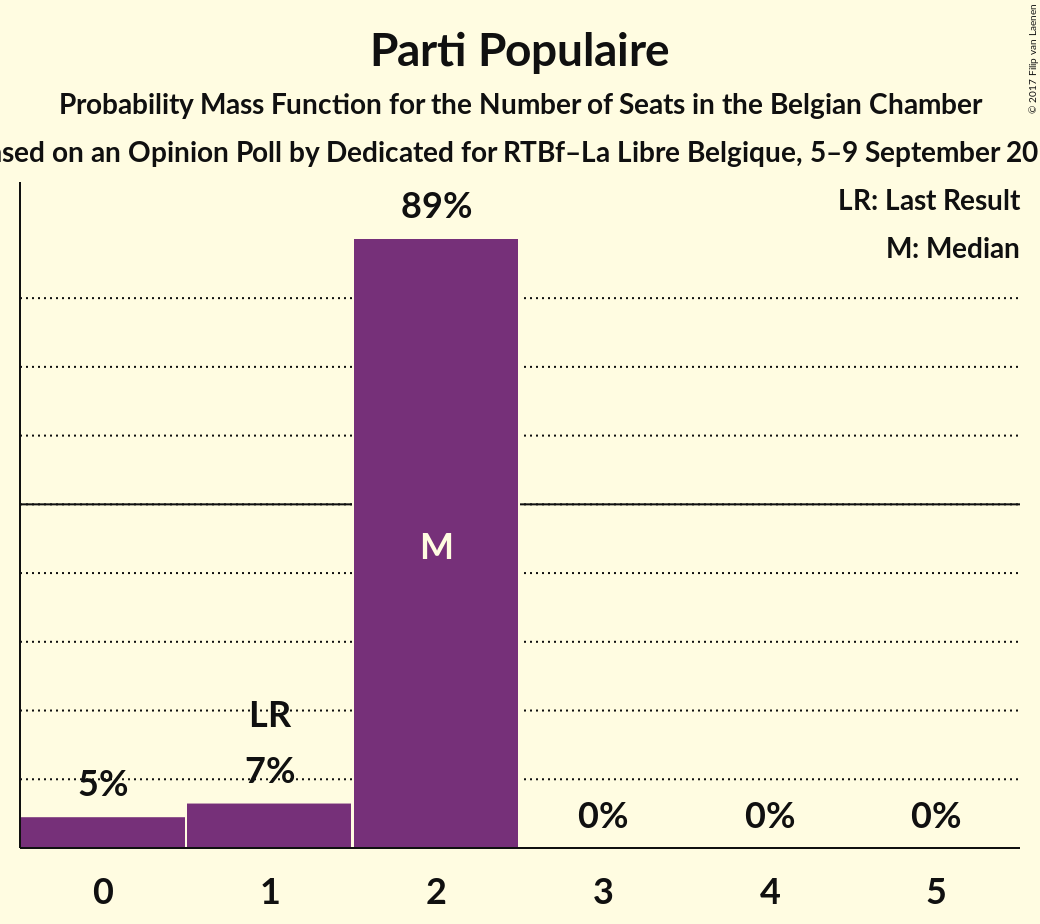 Parti Populaire
Probability Mass Function for the Number of Seats in the Belgian Chamber
on an Opinion Poll by Dedicated for RTBf–La Libre Belgique, 5–9 September
© 2017 Filip van Laenen
LR: Last Result
M: Median
89%
M
LR
5%
7%
0%
0%
0%
0
1
2
3
4
5